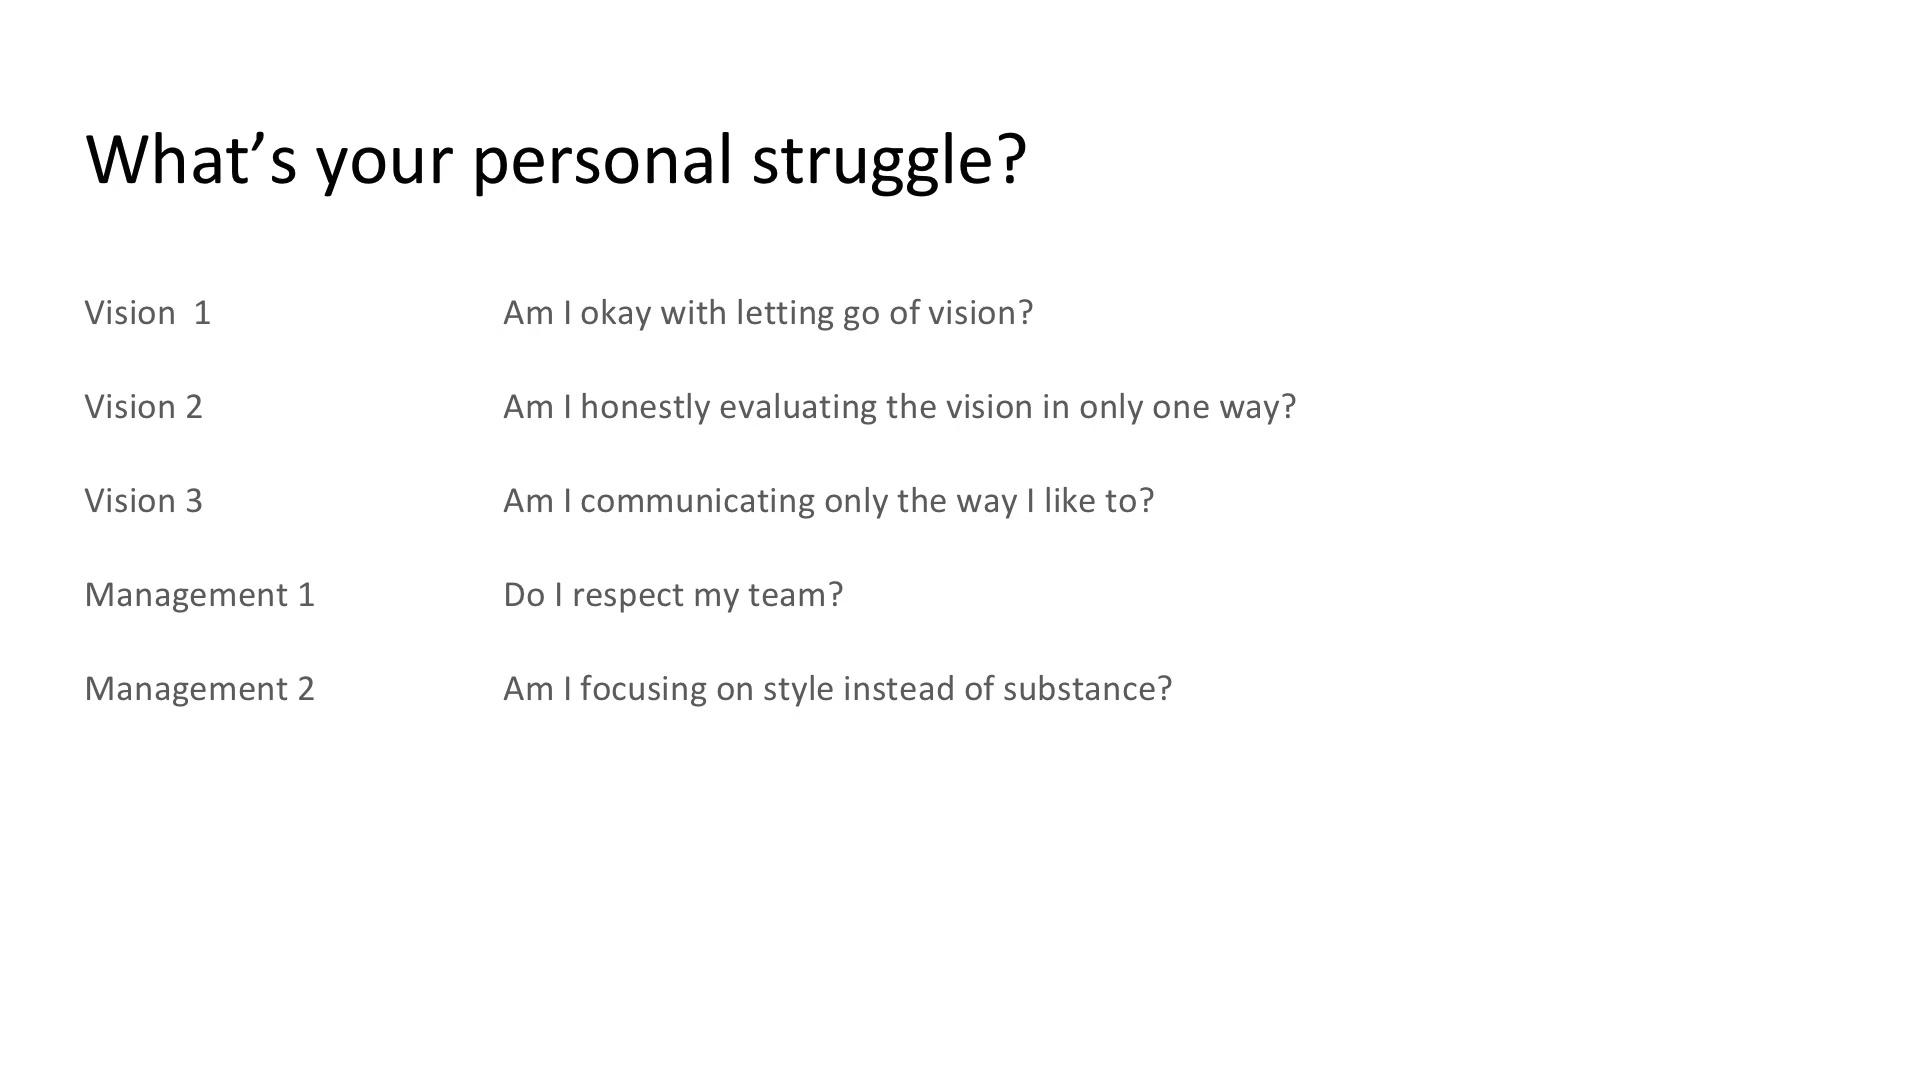 What’s your personal struggle?
Vision  1 Am I okay with letting go of vision?
Vision 2 Am I honestly evaluating the vision in only one way?
Vision 3 Am I communicating only the way I like to?
Management 1 Do I respect my team?
Management 2 Am I focusing on style instead of substance?